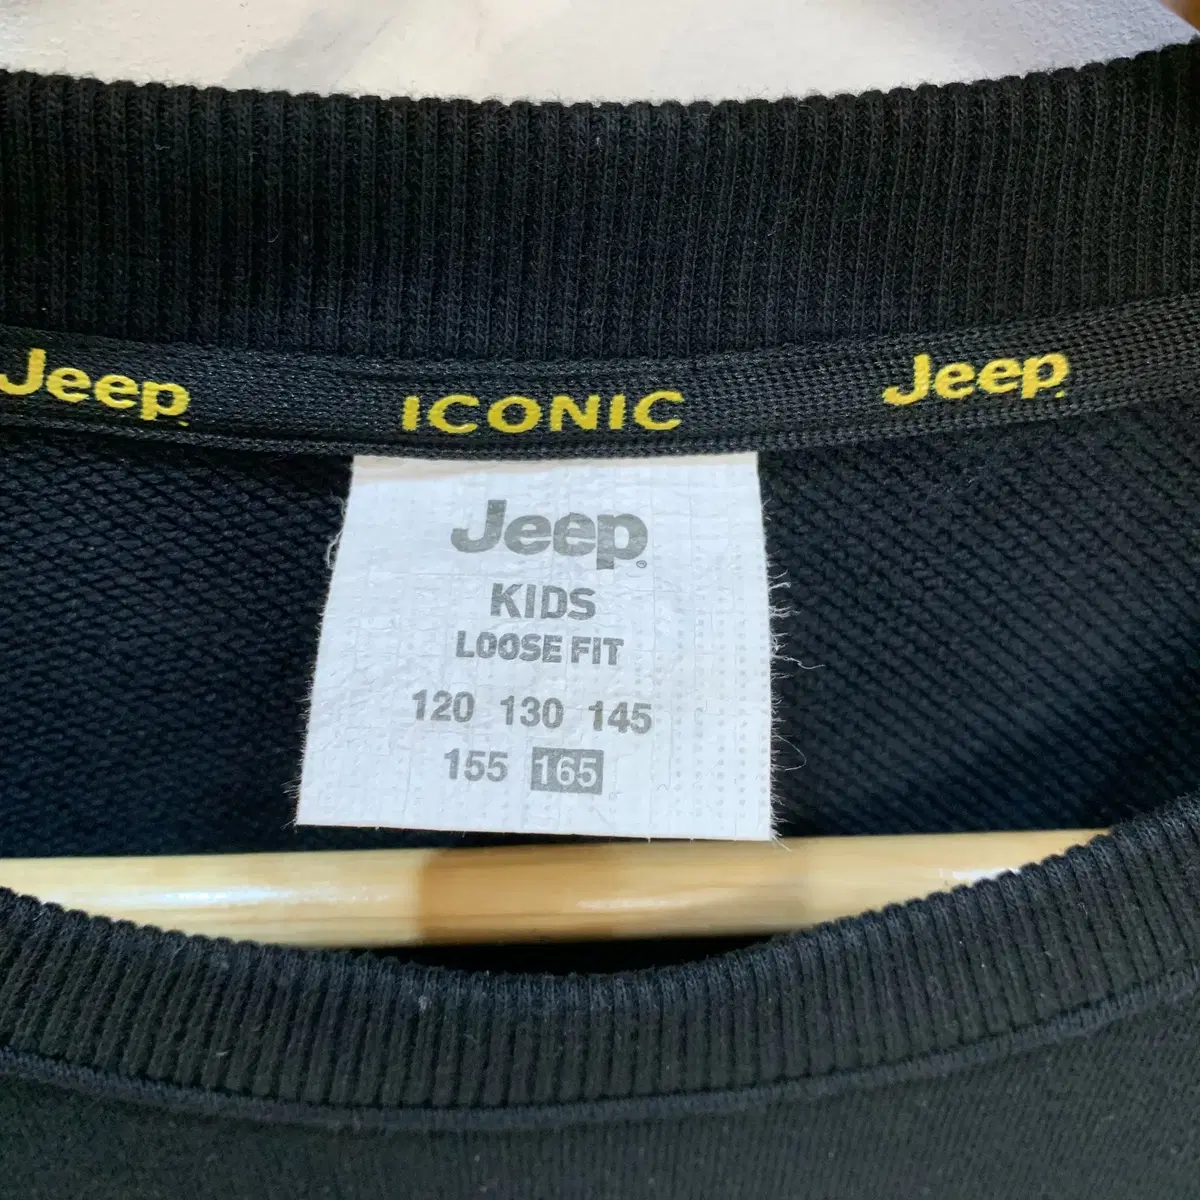 Jeep ICONIC Jeep
Jeep
KIDS
LOOSE FIT
120 130 145
155 165